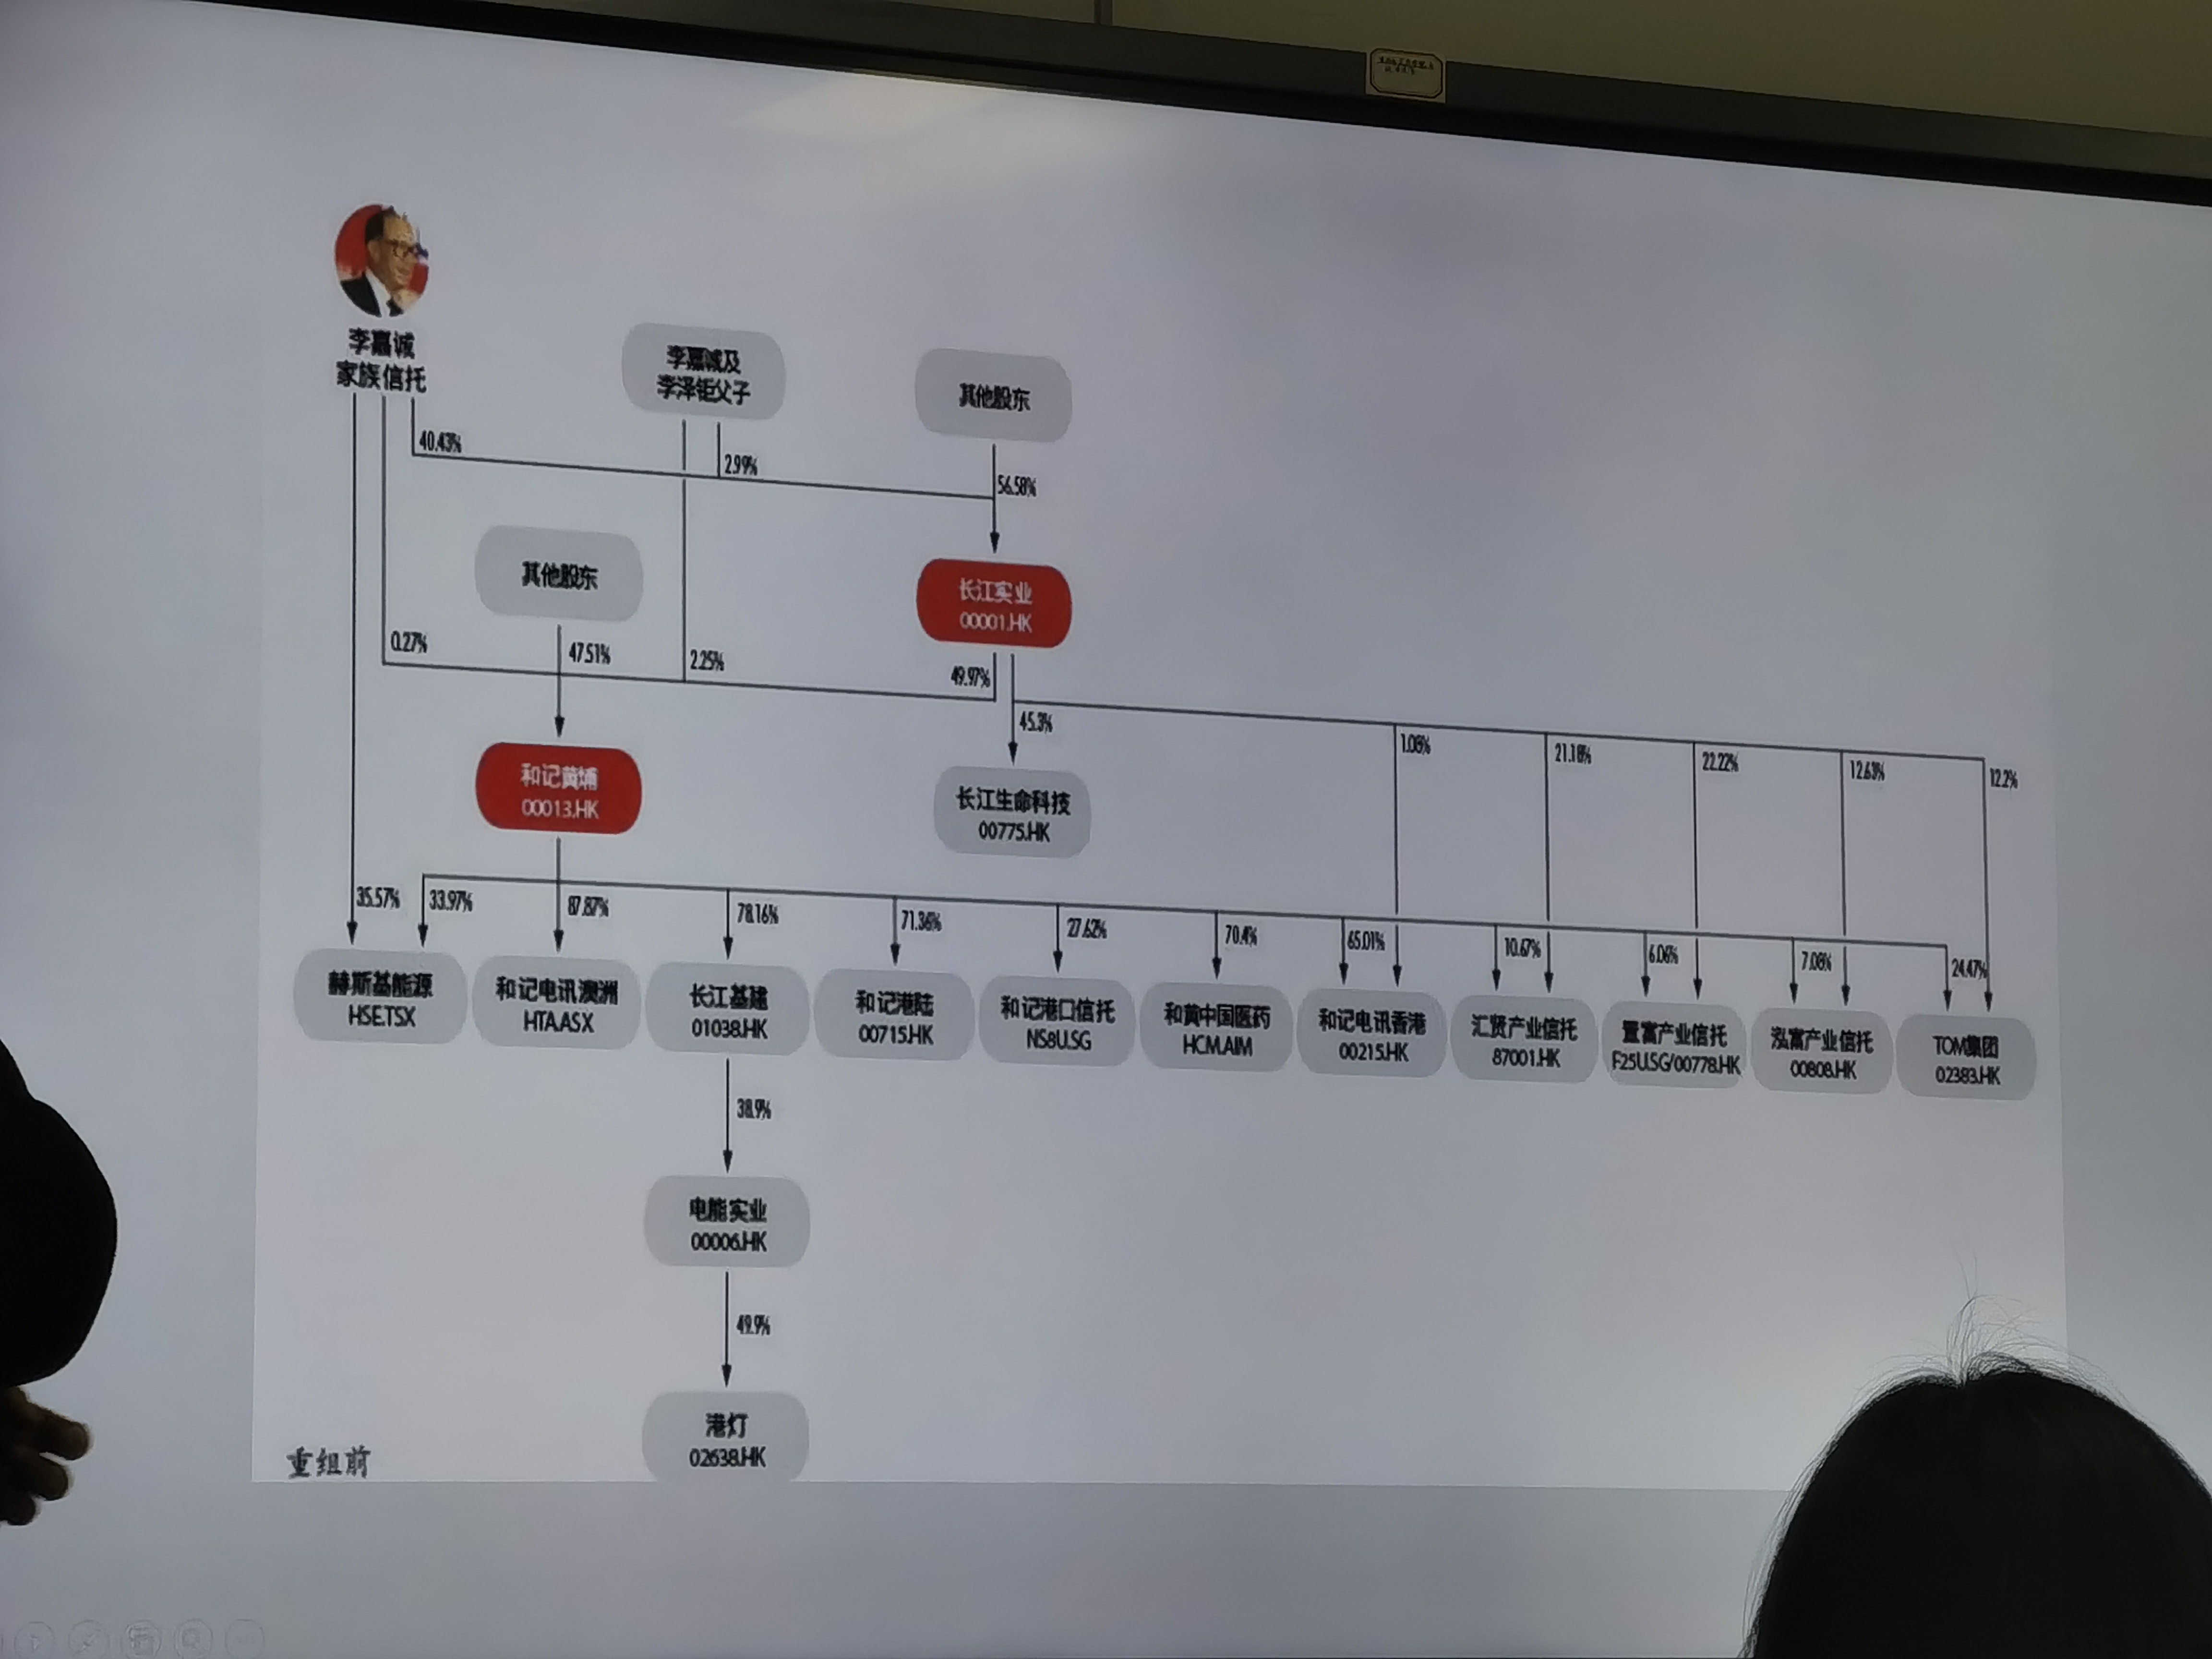 李嘉诚
家族信托
李嘉诚及
李泽钜父子
其他股东
40.43%
2.99%
56.58%
其他股东
长江实业
00001.HK
0.27%
47.51%
2.25%
49.97%
45.3%
1.08%
21.18%
22.22%
12.63%
12.2%
和记黄埔
00013.HK
长江生命科技
00775.HK
35.57%
33.97%
87.87%
78.16%
71.36%
27.62%
70.4%
65.01%
10.67%
6.06%
7.08%
24.47%
赫斯基能源
HSE.TSX
和记电讯澳洲
HTA.ASX
长江基建
01038.HK
和记港陆
00715.HK
和记港口信托
NS8U.SG
和黄中国医药
HCM.AIM
和记电讯香港
00215.HK
汇贤产业信托
87001.HK
置富产业信托
F25U.SG/00778.HK
泓富产业信托
00808.HK
TOM集团
02383.HK
38.9%
电能实业
00006.HK
49.9%
港灯
02638.HK
重组前